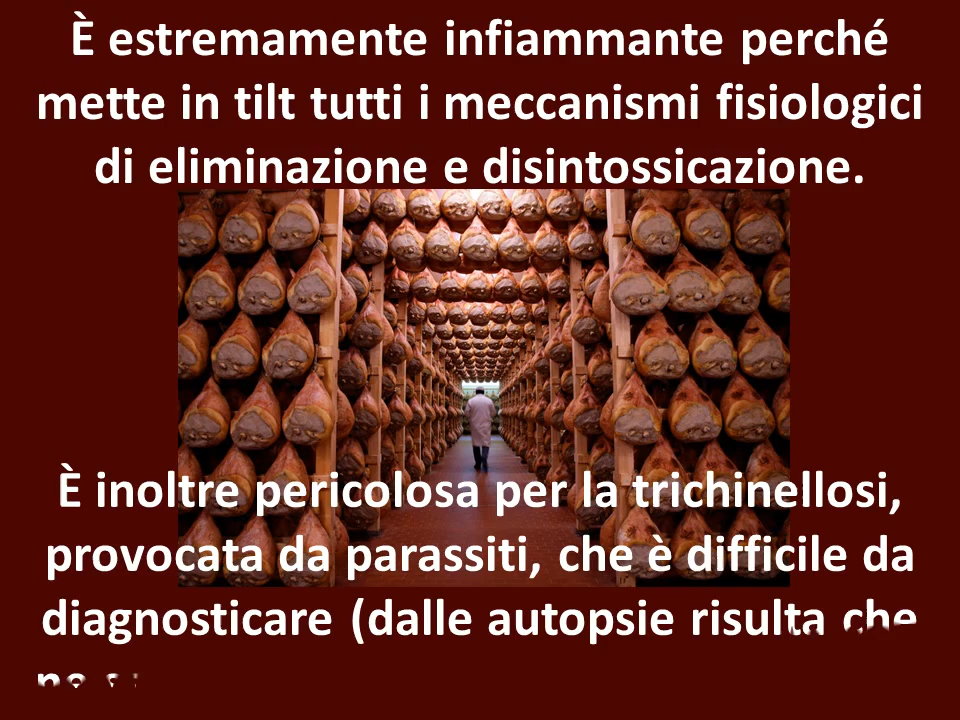 È estremamente infiammante perché
mette in tilt tutti i meccanismi fisiologici
di eliminazione e disintossicazione.
È inoltre pericolosa per la trichinellosi,
provocata da parassiti, che è difficile da
diagnosticare (dalle autopsie risulta che